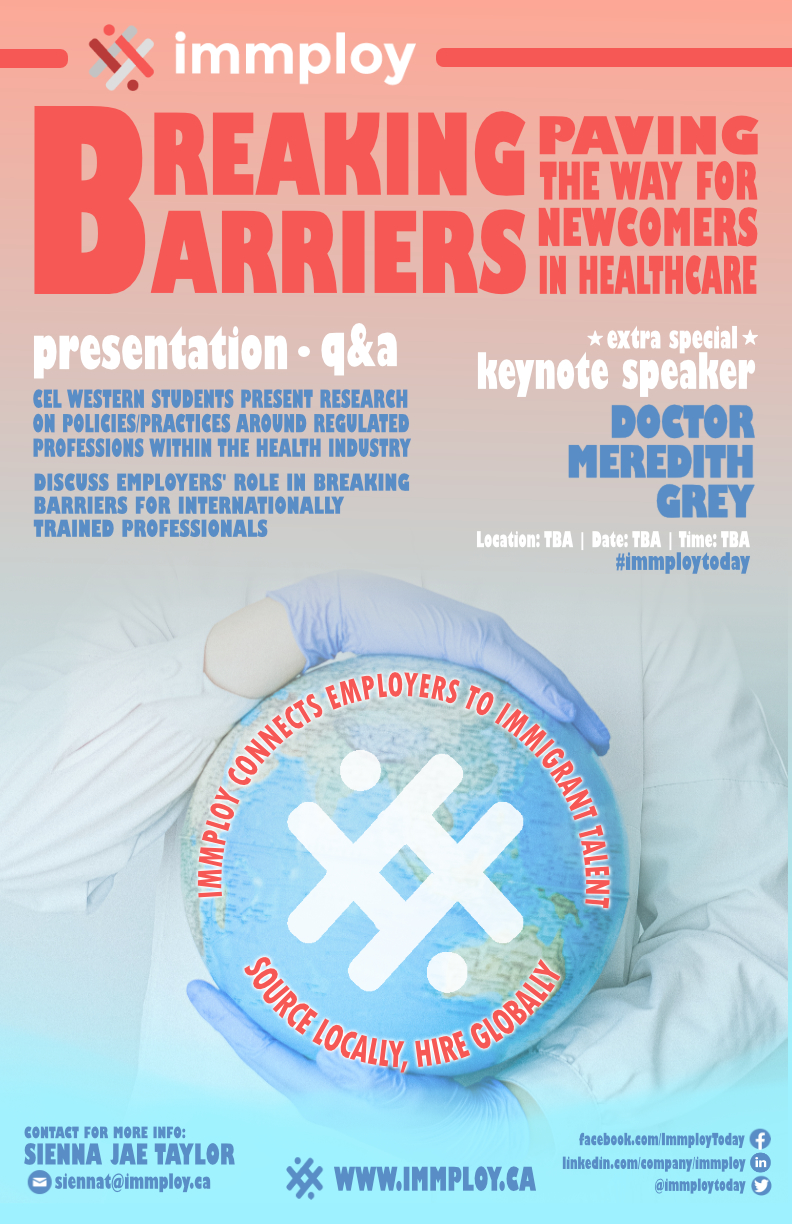 immploy
BREAKING
BARRIERS
PAVING
THE WAY FOR
NEWCOMERS
IN HEALTHCARE
presentation • q&a
CEL WESTERN STUDENTS PRESENT RESEARCH
ON POLICIES/PRACTICES AROUND REGULATED
PROFESSIONS WITHIN THE HEALTH INDUSTRY
DISCUSS EMPLOYERS' ROLE IN BREAKING
BARRIERS FOR INTERNATIONALLY
TRAINED PROFESSIONALS
★extra special★
keynote speaker
DOCTOR
MEREDITH
GREY
Location: TBA | Date: TBA | Time: TBA
#immploytoday
IMMPLOY CONNECTS EMPLOYERS TO IMMIGRANT TALENT
SOURCE LOCALLY, HIRE GLOBALLY
CONTACT FOR MORE INFO:
SIENNA JAE TAYLOR
siennat@immploy.ca
WWW.IMMPLOY.CA
facebook.com/ImmployToday
linkedin.com/company/immploy
@immploytoday